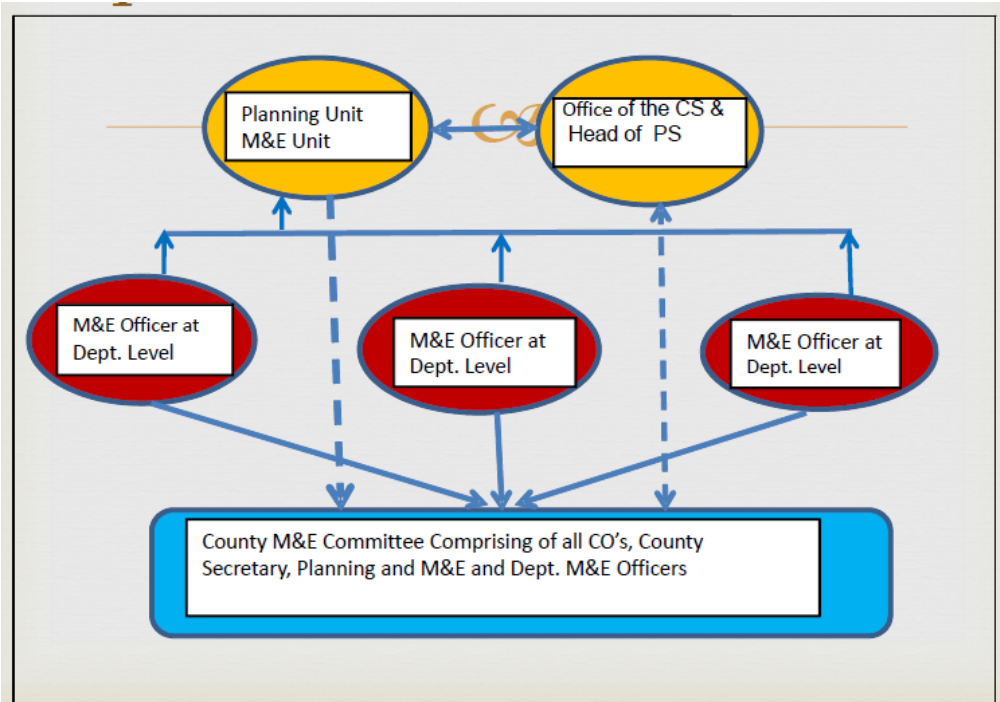 Planning Unit
M&E Unit
Office of the CS &
Head of PS
M&E Officer at
Dept. Level
M&E Officer at
Dept. Level
M&E Officer at
Dept. Level
County M&E Committee Comprising of all CO’s, County
Secretary, Planning and M&E and Dept. M&E Officers